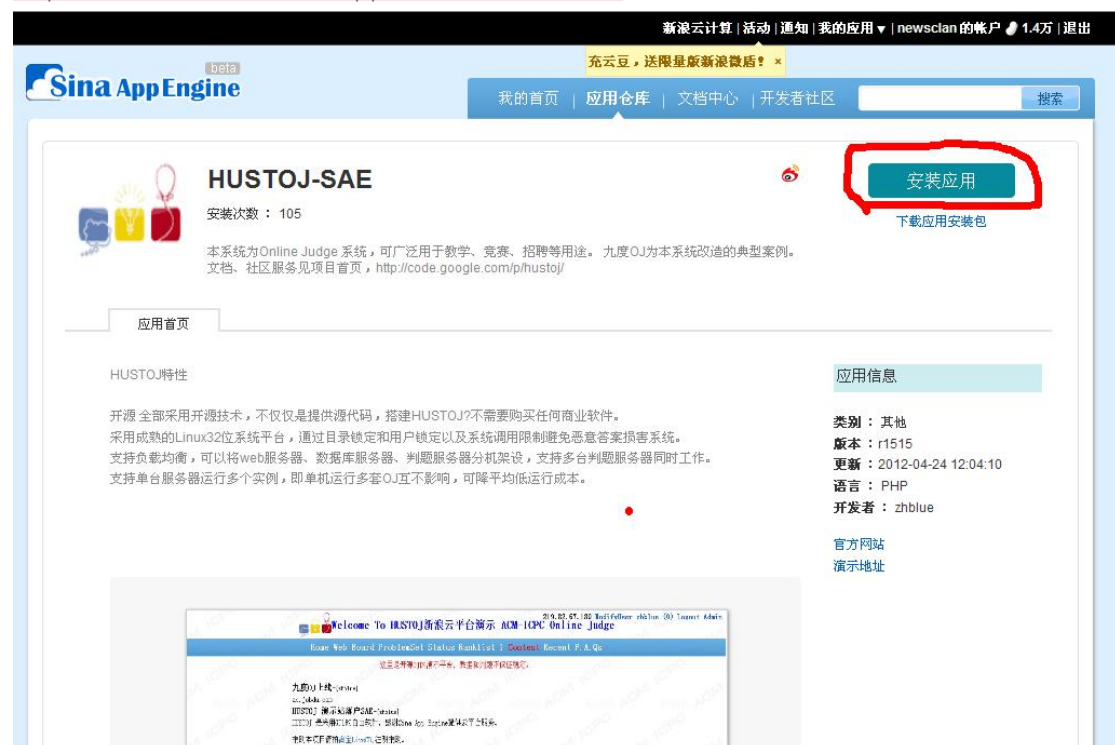 新浪云计算 | 活动 | 通知 | 我的应用 ▼ | newsclan 的帐户 1.4万 | 退出
充云豆，送限量版新浪微盾！ ×
beta
Sina App Engine
我的首页 | 应用仓库 | 文档中心 | 开发者社区 搜索
HUSTOJ-SAE
安装应用
安装次数： 105
下载应用安装包
本系统为Online Judge 系统，可广泛用于教学、竞赛、招聘等用途。 九度OJ为本系统改造的典型案例。
文档、社区服务见项目首页，http://code.google.com/p/hustoj/
应用首页
HUSTOJ特性
开源 全部采用开源技术，不仅仅是提供源代码，搭建HUSTOJ?不需要购买任何商业软件。
采用成熟的Linux32位系统平台，通过目录锁定和用户锁定以及系统调用限制避免恶意答案损害系统。
支持负载均衡，可以将web服务器、数据库服务器、判题服务器分机架设，支持多台判题服务器同时工作。
支持单台服务器运行多个实例，即单机运行多套OJ互不影响，可降平均低运行成本。
应用信息
类别： 其他
版本：r1515
更新：2012-04-24 12:04:10
语言： PHP
开发者： zhblue
官方网站
演示地址
Welcome To HUSTOJ新浪云平台演示 ACM-ICPC Online Judge
Home Web Board ProblemSet Status Ranklist Contest Recent F.A.Qs